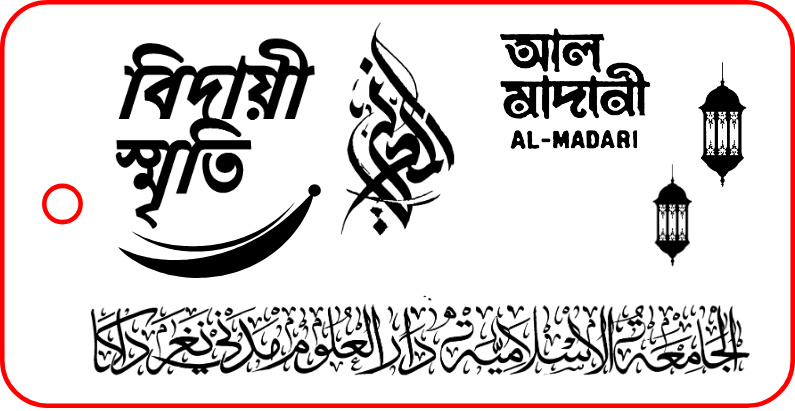 বিদায়ী
স্মৃতি
আল
মাদানী
AL-MADARI
الجامعة الاسلامية دار العلوم مدني نغر داكا